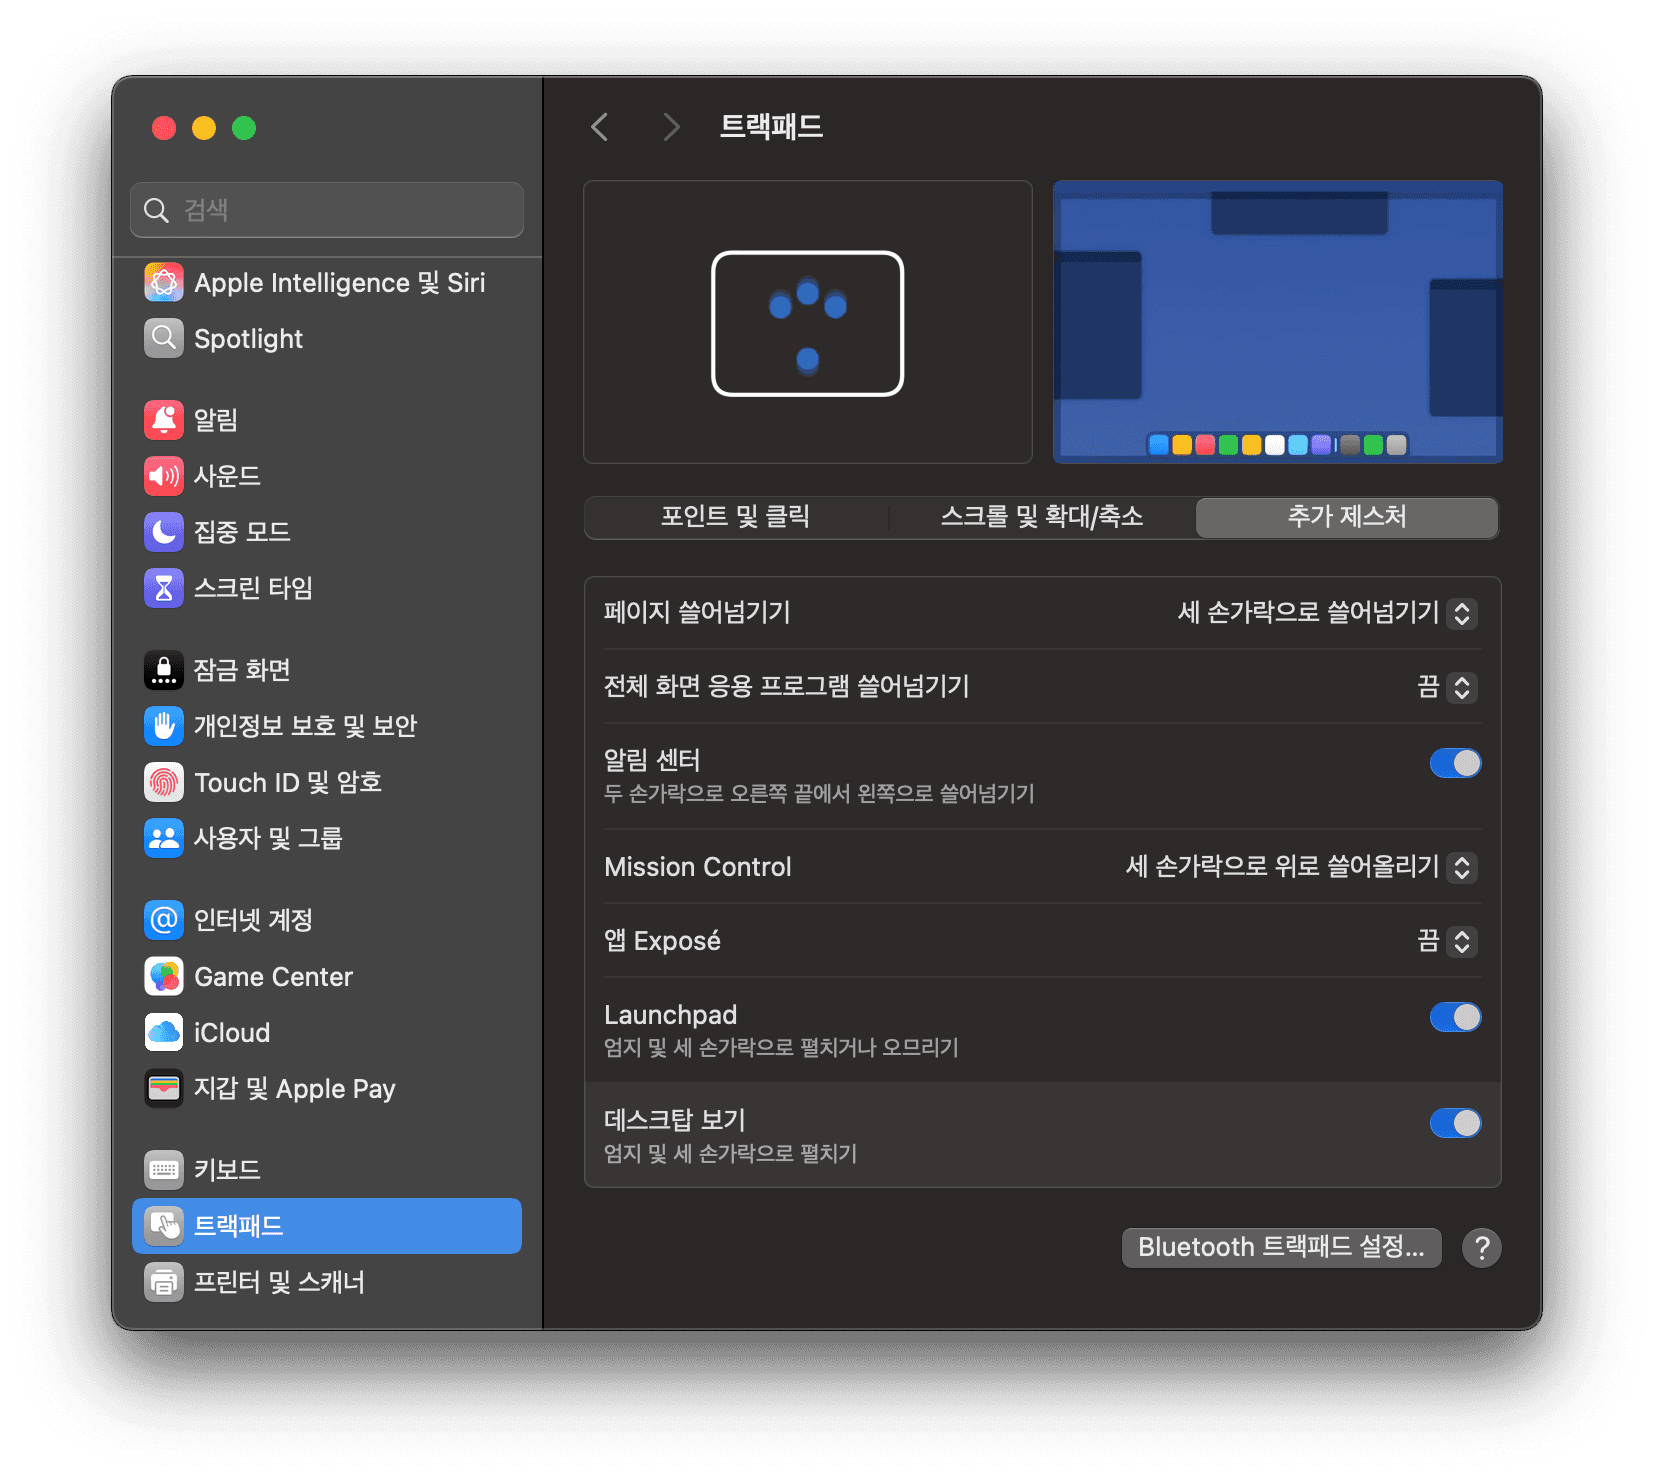 검색
Apple Intelligence 및 Siri
Spotlight
알림
사운드
집중 모드
스크린 타임
잠금 화면
개인정보 보호 및 보안
Touch ID 및 암호
사용자 및 그룹
인터넷 계정
Game Center
iCloud
지갑 및 Apple Pay
키보드
트랙패드
프린터 및 스캐너
트랙패드
포인트 및 클릭
스크롤 및 확대/축소
추가 제스처
페이지 쓸어넘기기
세 손가락으로 쓸어넘기기
전체 화면 응용 프로그램 쓸어넘기기
끔
알림 센터
두 손가락으로 오른쪽 끝에서 왼쪽으로 쓸어넘기기
Mission Control
세 손가락으로 위로 쓸어올리기
앱 Exposé
끔
Launchpad
엄지 및 세 손가락으로 펼치거나 오므리기
데스크탑 보기
엄지 및 세 손가락으로 펼치기
Bluetooth 트랙패드 설정...
?